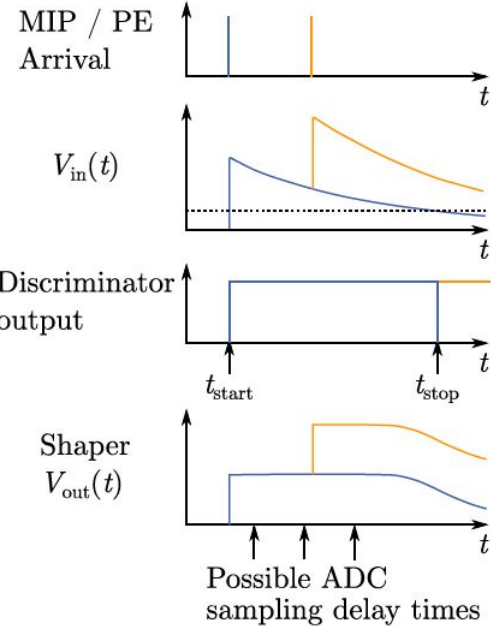 MIP / PE
Arrival
t
V_in(t)
t
Discriminator
output
t
t_start
t_stop
Shaper
V_out(t)
t
Possible ADC
sampling delay times